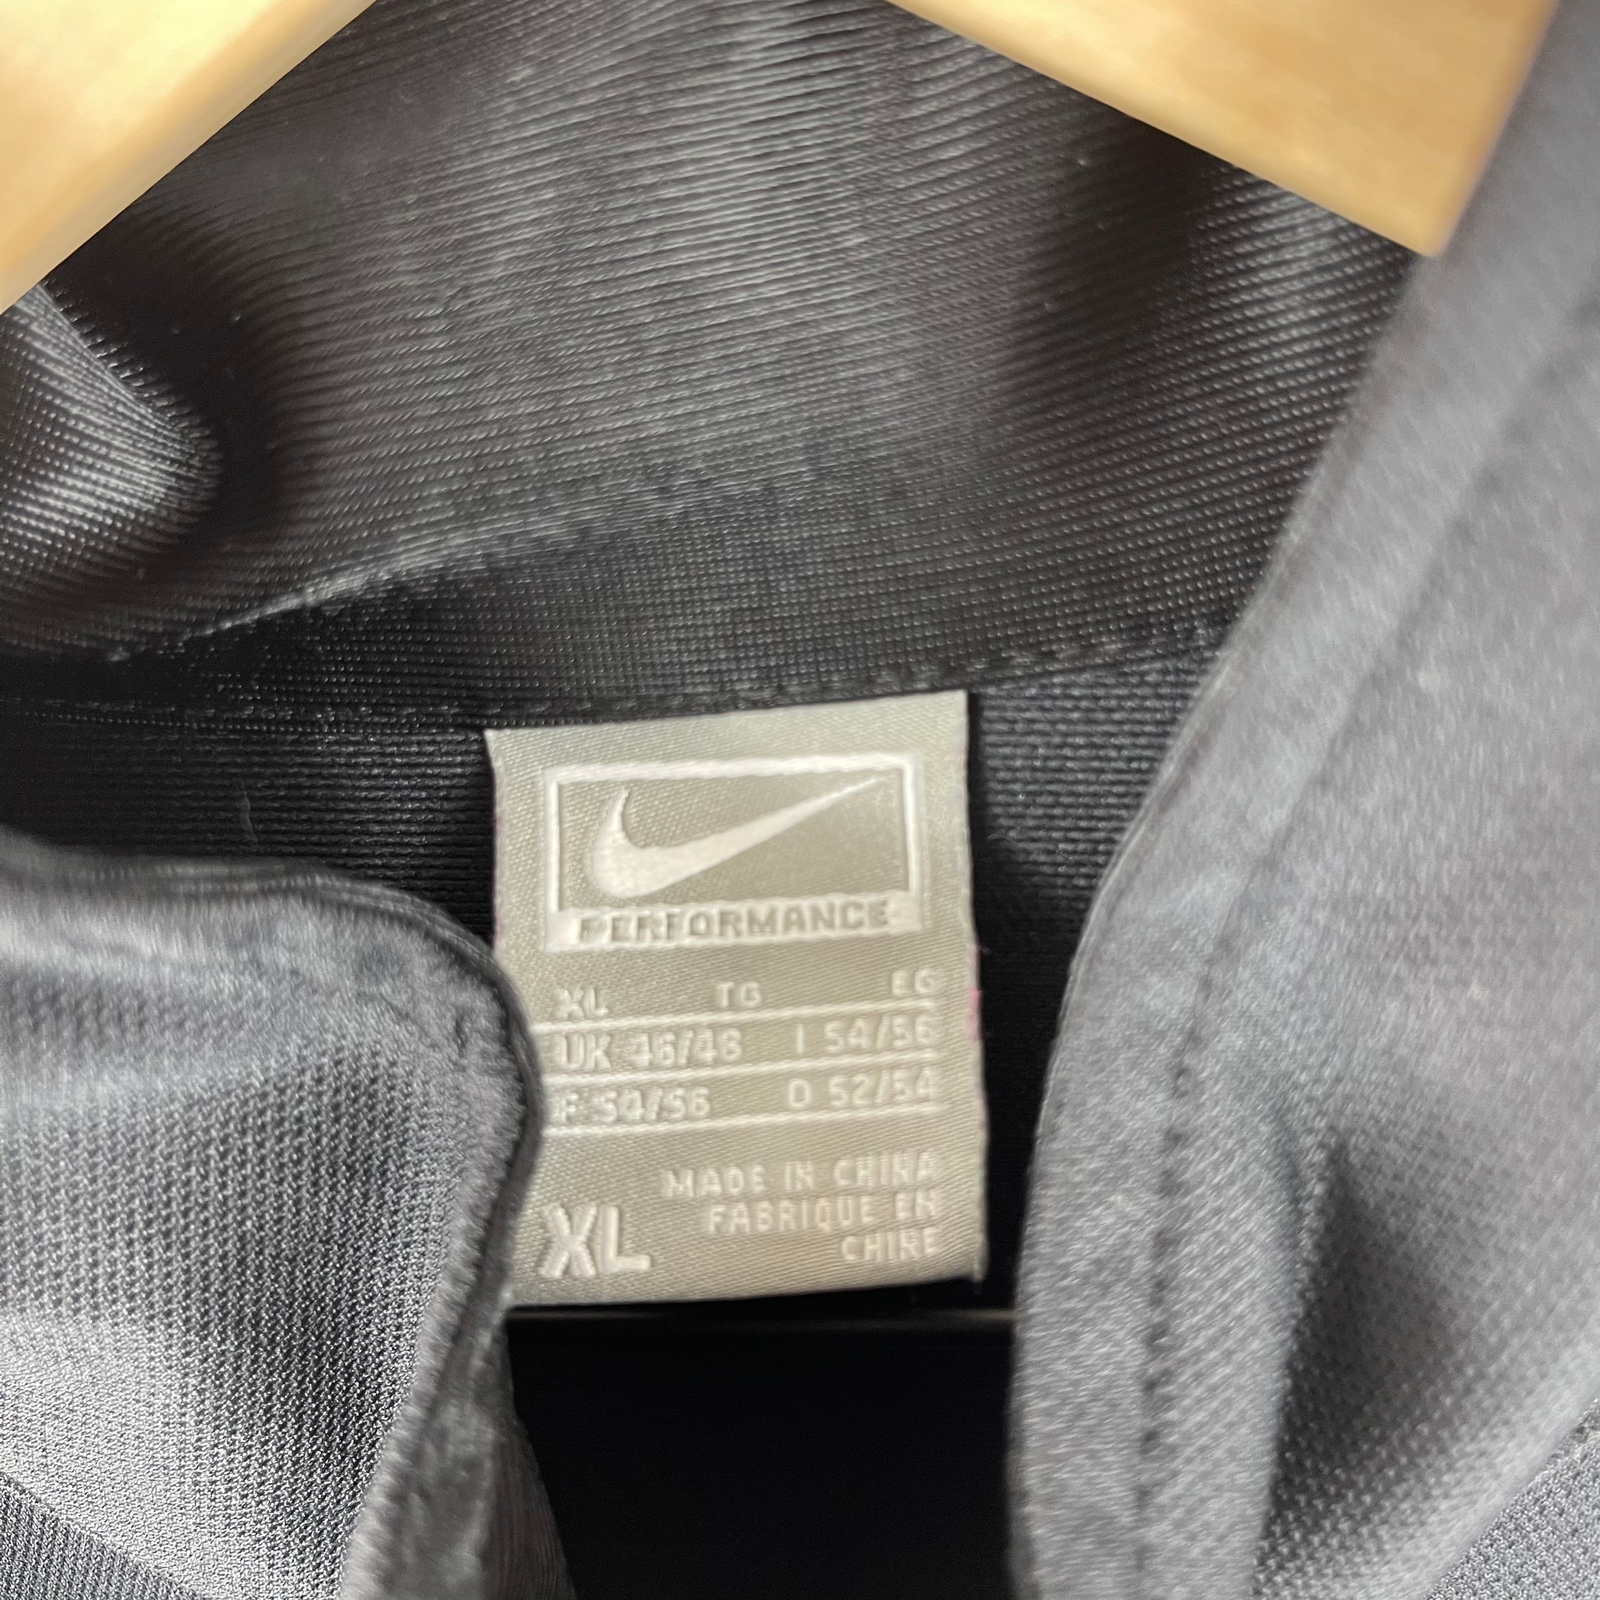 PERFORMANCE
XL TG EG
UK 46/48 I 54/56
F 54/56 D 52/54
MADE IN CHINA
FABRIQUE EN
CHINE
XL